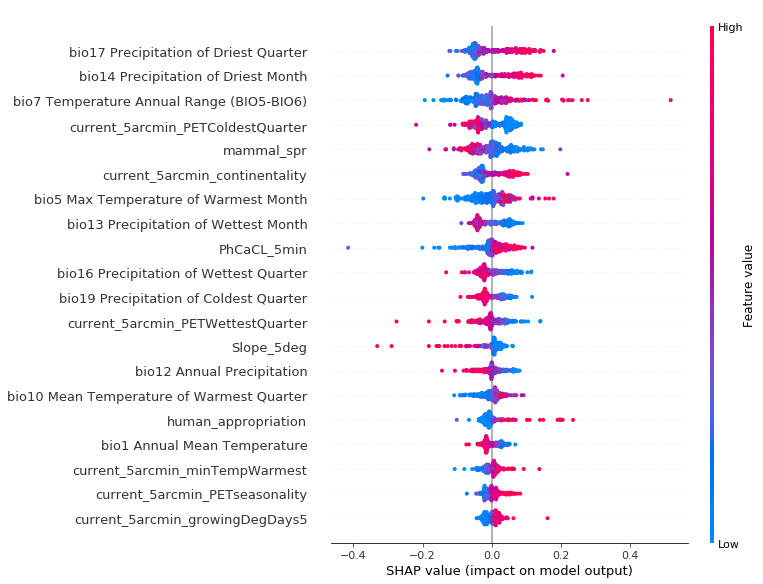 High
bio17 Precipitation of Driest Quarter
bio14 Precipitation of Driest Month
bio7 Temperature Annual Range (BIO5-BIO6)
current_5arcmin_PETColdestQuarter
mammal_spr
current_5arcmin_continentality
bio5 Max Temperature of Warmest Month
bio13 Precipitation of Wettest Month
PhCaCL_5min
bio16 Precipitation of Wettest Quarter
bio19 Precipitation of Coldest Quarter
current_5arcmin_PETWettestQuarter
Slope_5deg
bio12 Annual Precipitation
bio10 Mean Temperature of Warmest Quarter
human_appropriation
bio1 Annual Mean Temperature
current_5arcmin_minTempWarmest
current_5arcmin_PETseasonality
current_5arcmin_growingDegDays5
Feature value
Low
−0.4 −0.2 0.0 0.2 0.4
SHAP value (impact on model output)